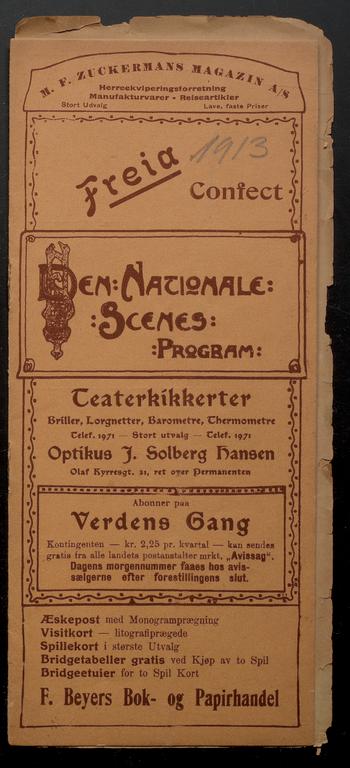 M. F. ZUCKERMANS MAGAZIN A/S
Herreekviperingsforretning
Manufakturvarer • Reiseartikler
Stort Udvalg Lave, faste Priser
Freia 1913
Confect
DEN: NATIONALE:
:SCENES:
:PROGRAM:
Teaterkikkerter
Briller, Lorgnetter, Barometre, Thermometre
Telef. 1971 — Stort utvalg — Telef. 1971
Optikus J. Solberg Hansen
Olaf Kyrresgt. 31, ret over Permanenten
Abonner paa
Verdens Gang
Kontingenten — kr. 2,25 pr. kvartal — kan sendes
gratis fra alle landets postanstalter mrkt. „Avissag“.
Dagens morgennummer faaes hos avis-
sælgerne efter forestillingens slut.
Æskepost med Monogramprægning
Visitkort — litografiprægede
Spillekort i største Utvalg
Bridgetabeller gratis ved Kjøp av to Spil
Bridgeetuier for to Spil Kort
F. Beyers Bok- og Papirhandel